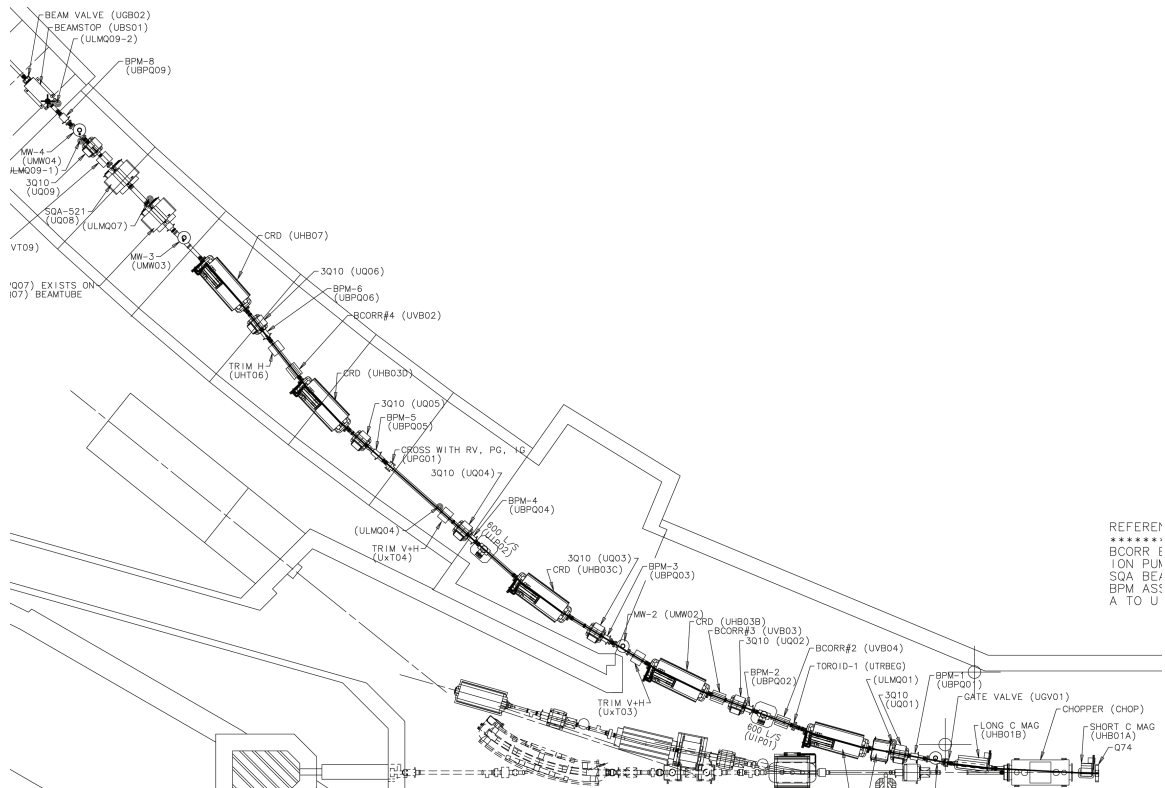 BEAM VALVE (UGB02)
BEAMSTOP (UBS01)
(ULMQ09-2)
BPM-8
(UBPQ09)
MW-4
(UMW04)
ULMQ09-1)
3Q10
(UQ09)
SQA-521
(UQ08)
(ULMQ07)
VT09)
MW-3
(UMW03)
CRD (UHB07)
Q07) EXISTS ON
Q07) BEAMTUBE
3Q10 (UQ06)
BPM-6
(UBPQ06)
BCORR#4 (UVB02)
TRIM H
(UHT06)
CRD (UHB03D)
3Q10 (UQ05)
BPM-5
(UBPQ05)
CROSS WITH RV, PG, IG
(UPG01)
3Q10 (UQ04)
BPM-4
(UBPQ04)
(ULMQ04)
600 L/S
(UIP02)
TRIM V+H
(UxT04)
3Q10 (UQ03)
CRD (UHB03C)
BPM-3
(UBPQ03)
MW-2 (UMW02)
CRD (UHB03B)
BCORR#3 (UVB03)
3Q10 (UQ02)
BPM-2
(UBPQ02)
BCORR#2 (UVB04)
TOROID-1 (UTRBEG)
(ULMQ01)
3Q10
(UQ01)
BPM-1
(UBPQ01)
GATE VALVE (UGV01)
CHOPPER (CHOP)
LONG C MAG
(UHB01B)
SHORT C MAG
(UHB01A)
Q74
TRIM V+H
(UxT03)
600 L/S
(UIP01)
REFEREN
*******
BCORR B
ION PUM
SQA BEA
BPM ASS
A TO U